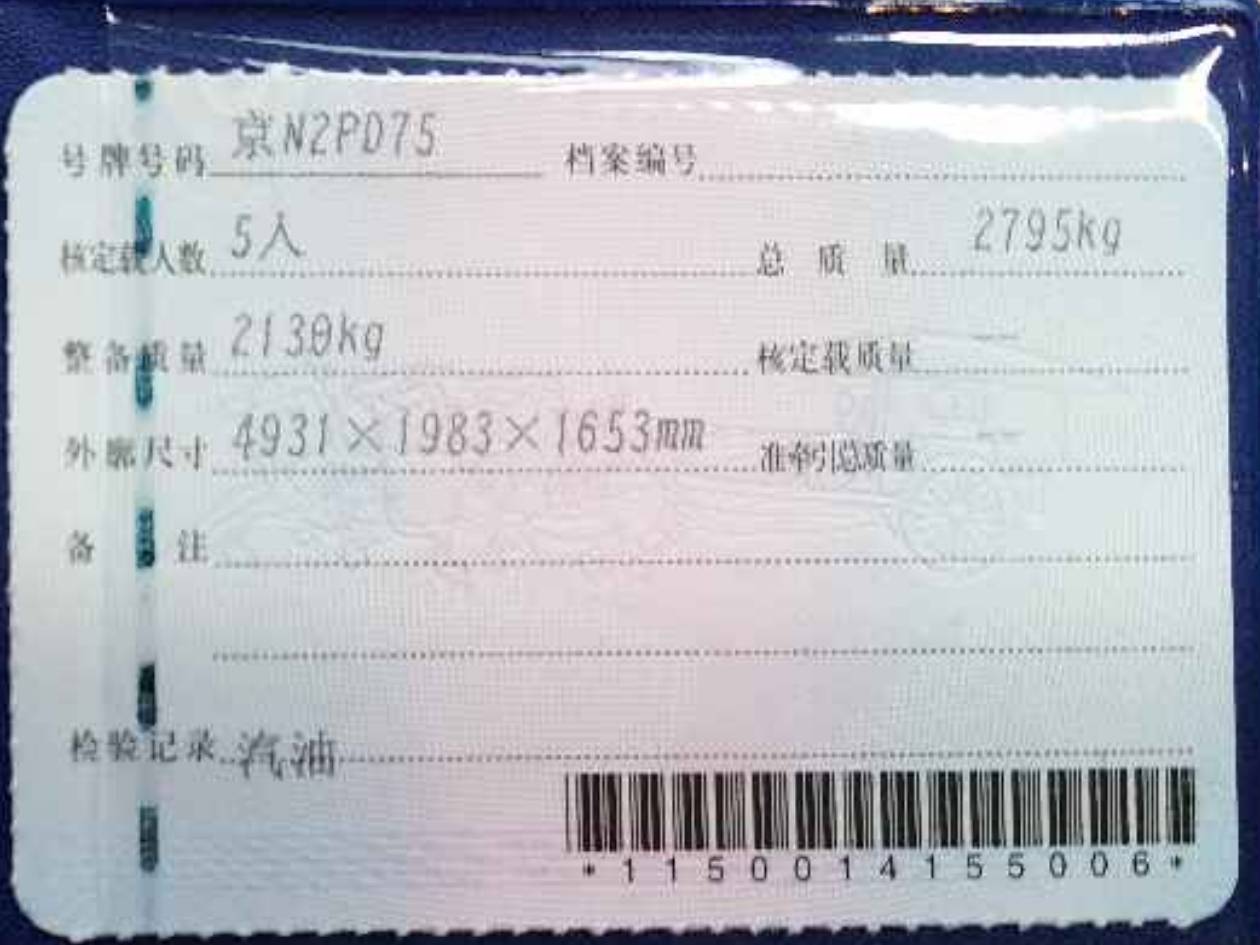 号牌号码 京N2PD75 档案编号
核定载人数 5人 总质量 2795kg
整备质量 2130kg 核定载质量 --
外廓尺寸 4931×1983×1653mm 准牵引总质量 --
备注
检验记录 汽油
*1150014155006*